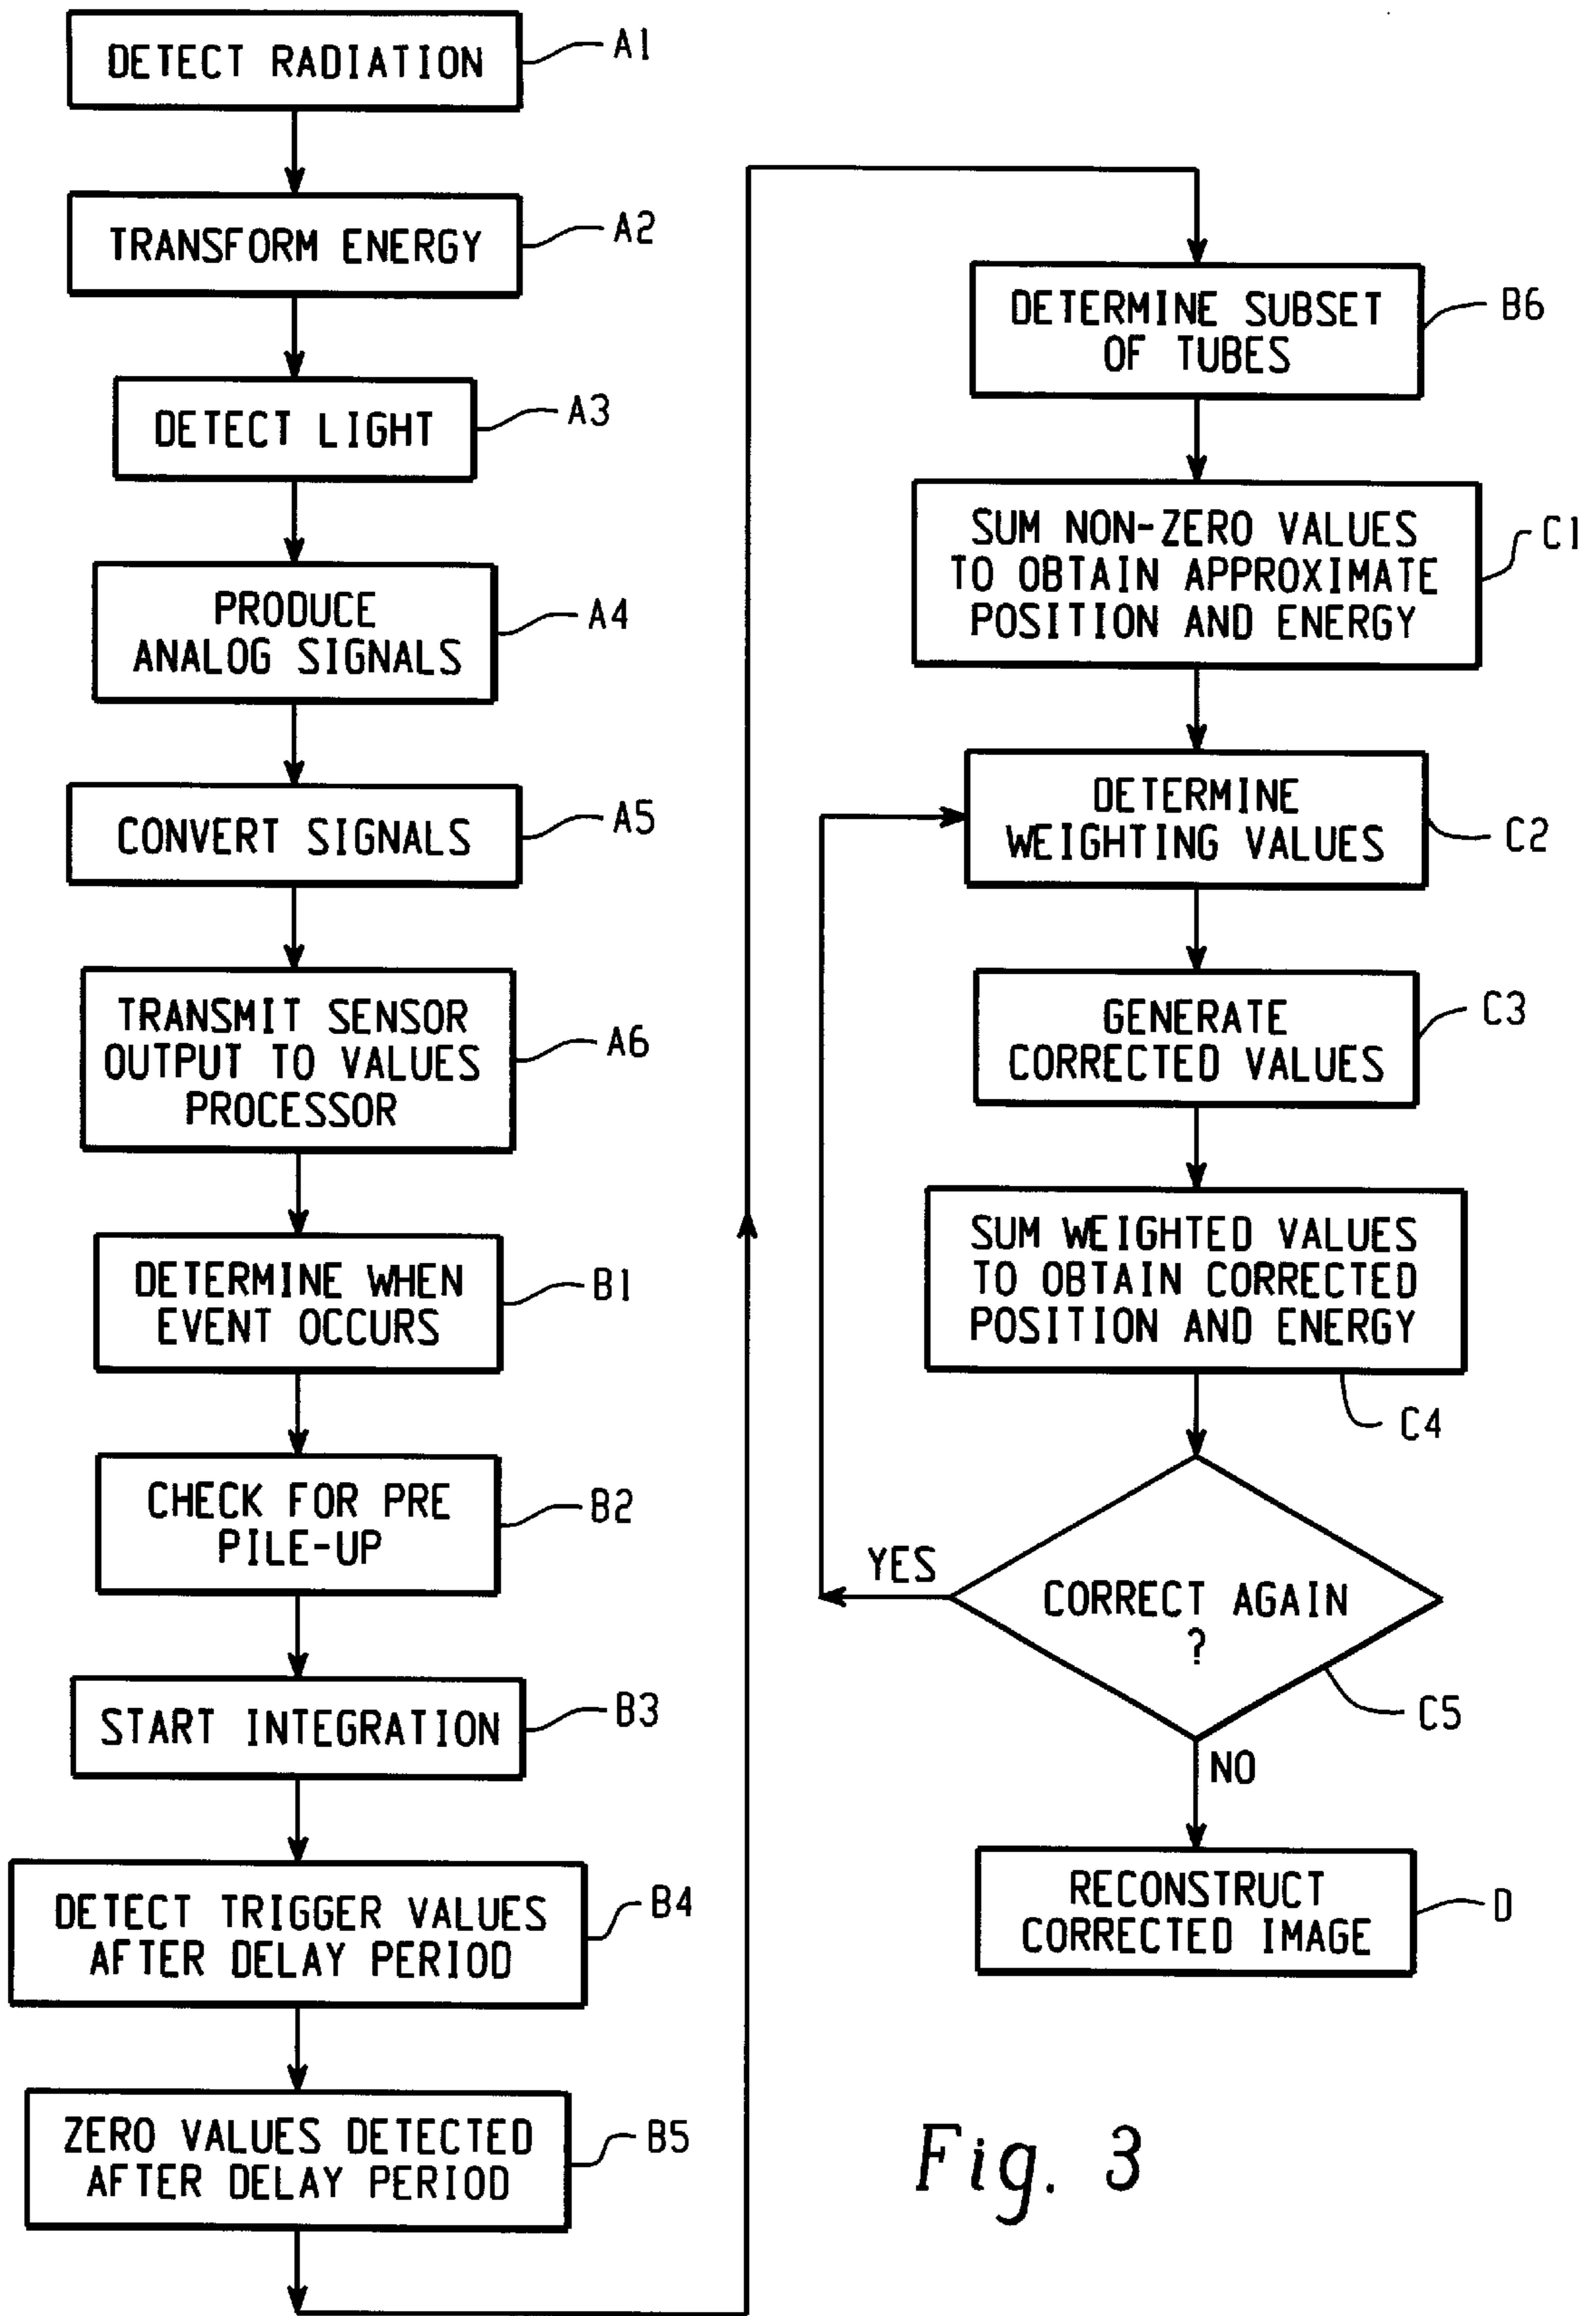 DETECT RADIATION
A1
TRANSFORM ENERGY
A2
DETECT LIGHT
A3
PRODUCE
ANALOG SIGNALS
A4
CONVERT SIGNALS
A5
TRANSMIT SENSOR
OUTPUT TO VALUES
PROCESSOR
A6
DETERMINE WHEN
EVENT OCCURS
B1
CHECK FOR PRE
PILE-UP
B2
START INTEGRATION
B3
DETECT TRIGGER VALUES
AFTER DELAY PERIOD
B4
ZERO VALUES DETECTED
AFTER DELAY PERIOD
B5
DETERMINE SUBSET
OF TUBES
B6
SUM NON-ZERO VALUES
TO OBTAIN APPROXIMATE
POSITION AND ENERGY
C1
DETERMINE
WEIGHTING VALUES
C2
GENERATE
CORRECTED VALUES
C3
SUM WEIGHTED VALUES
TO OBTAIN CORRECTED
POSITION AND ENERGY
C4
YES
CORRECT AGAIN
?
C5
NO
RECONSTRUCT
CORRECTED IMAGE
D
Fig. 3